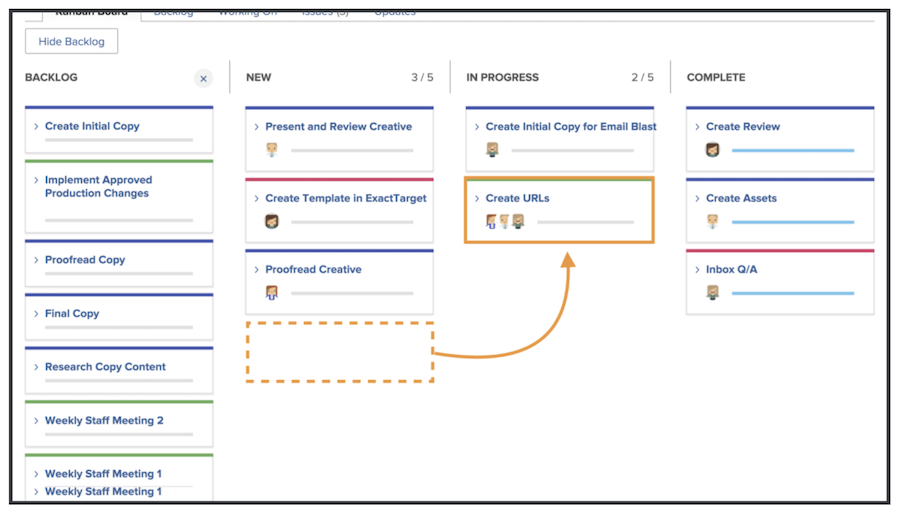 Kanban Board Backlog Working On Issues (3) Updates
Hide Backlog
BACKLOG
×
Create Initial Copy
Implement Approved
Production Changes
Proofread Copy
Final Copy
Research Copy Content
Weekly Staff Meeting 2
Weekly Staff Meeting 1
Weekly Staff Meeting 1
NEW 3 / 5
Present and Review Creative
Create Template in ExactTarget
Proofread Creative
IN PROGRESS 2 / 5
Create Initial Copy for Email Blast
Create URLs
COMPLETE
Create Review
Create Assets
Inbox Q/A